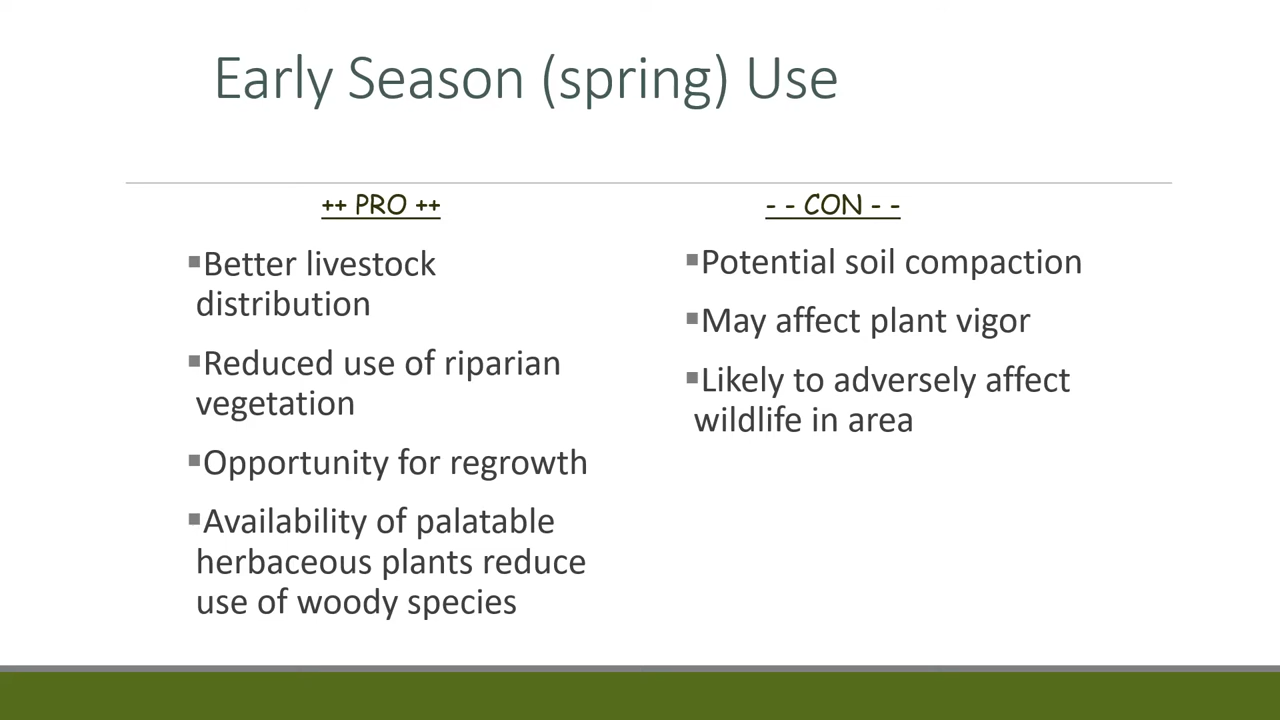 Early Season (spring) Use
++ PRO ++
▪Better livestock
distribution
▪Reduced use of riparian
vegetation
▪Opportunity for regrowth
▪Availability of palatable
herbaceous plants reduce
use of woody species
- - CON - -
▪Potential soil compaction
▪May affect plant vigor
▪Likely to adversely affect
wildlife in area